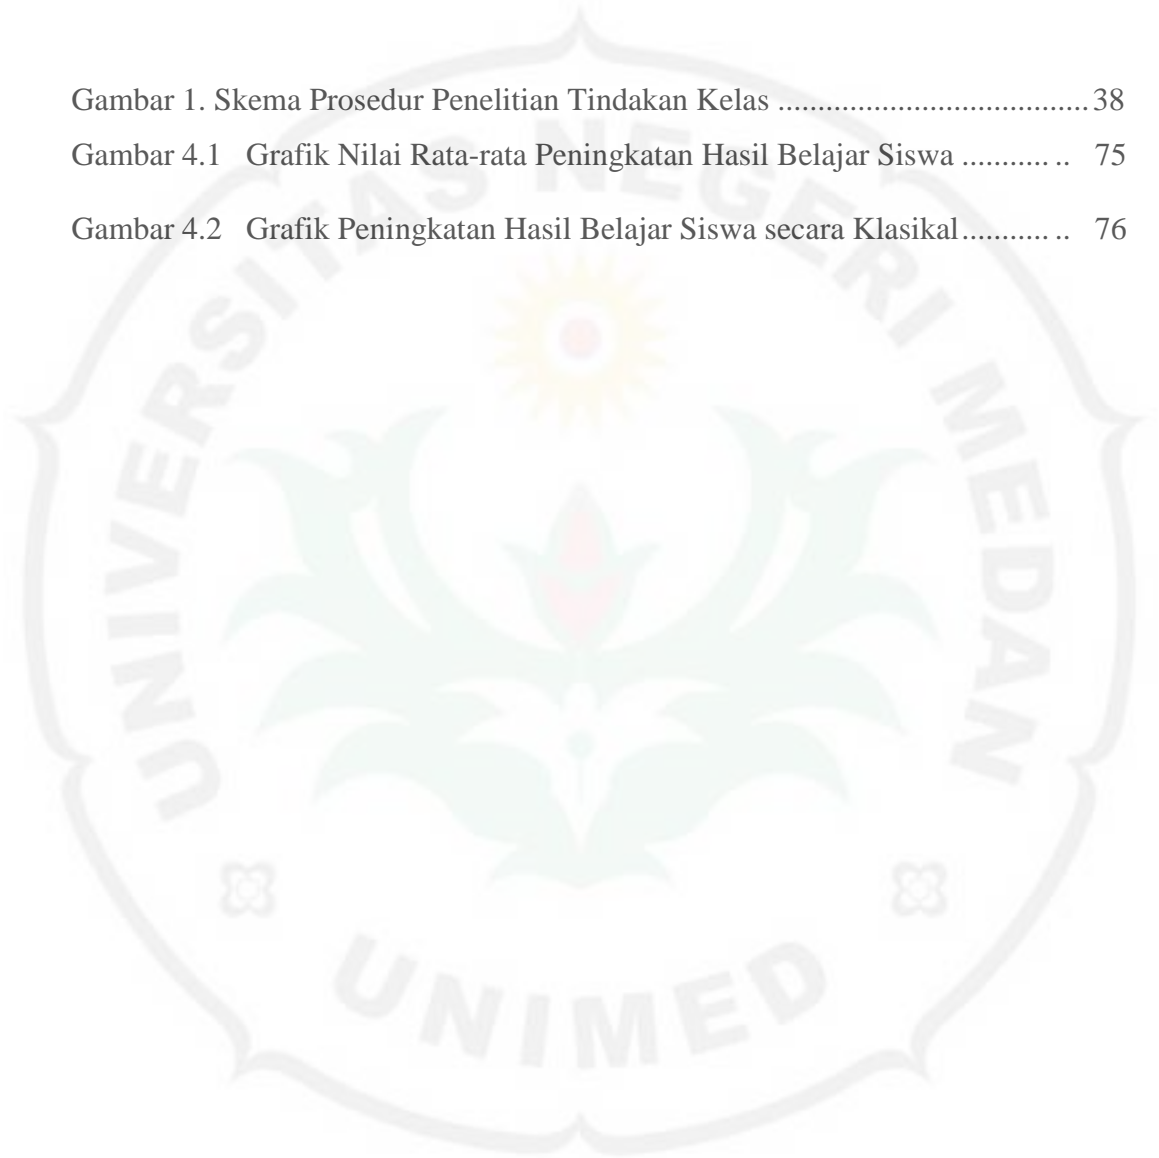 Gambar 1. Skema Prosedur Penelitian Tindakan Kelas ..................................... 38
Gambar 4.1 Grafik Nilai Rata-rata Peningkatan Hasil Belajar Siswa ........... .. 75
Gambar 4.2 Grafik Peningkatan Hasil Belajar Siswa secara Klasikal.......... .. 76
UNIVERSITAS NEGERI MEDAN
UNIMED